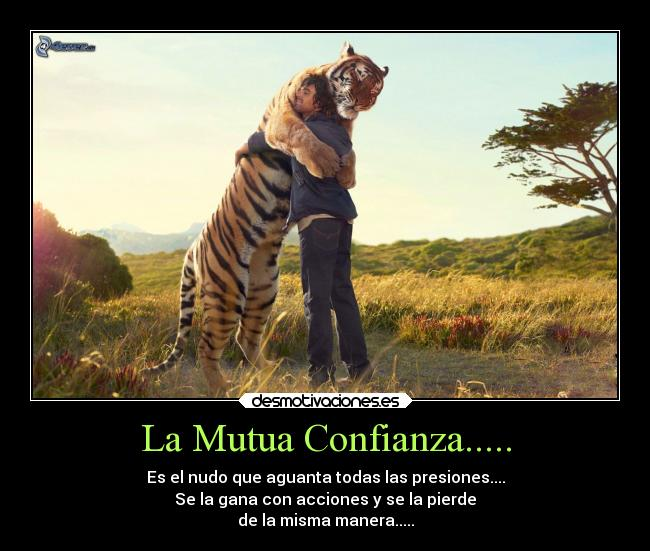 desmotivaciones.es
La Mutua Confianza.....
Es el nudo que aguanta todas las presiones....
Se la gana con acciones y se la pierde
de la misma manera.....